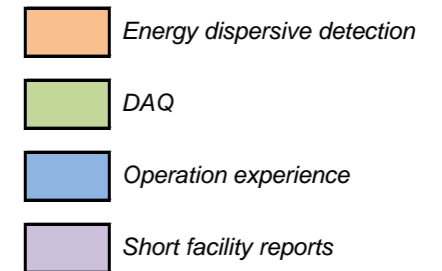 Energy dispersive detection
DAQ
Operation experience
Short facility reports